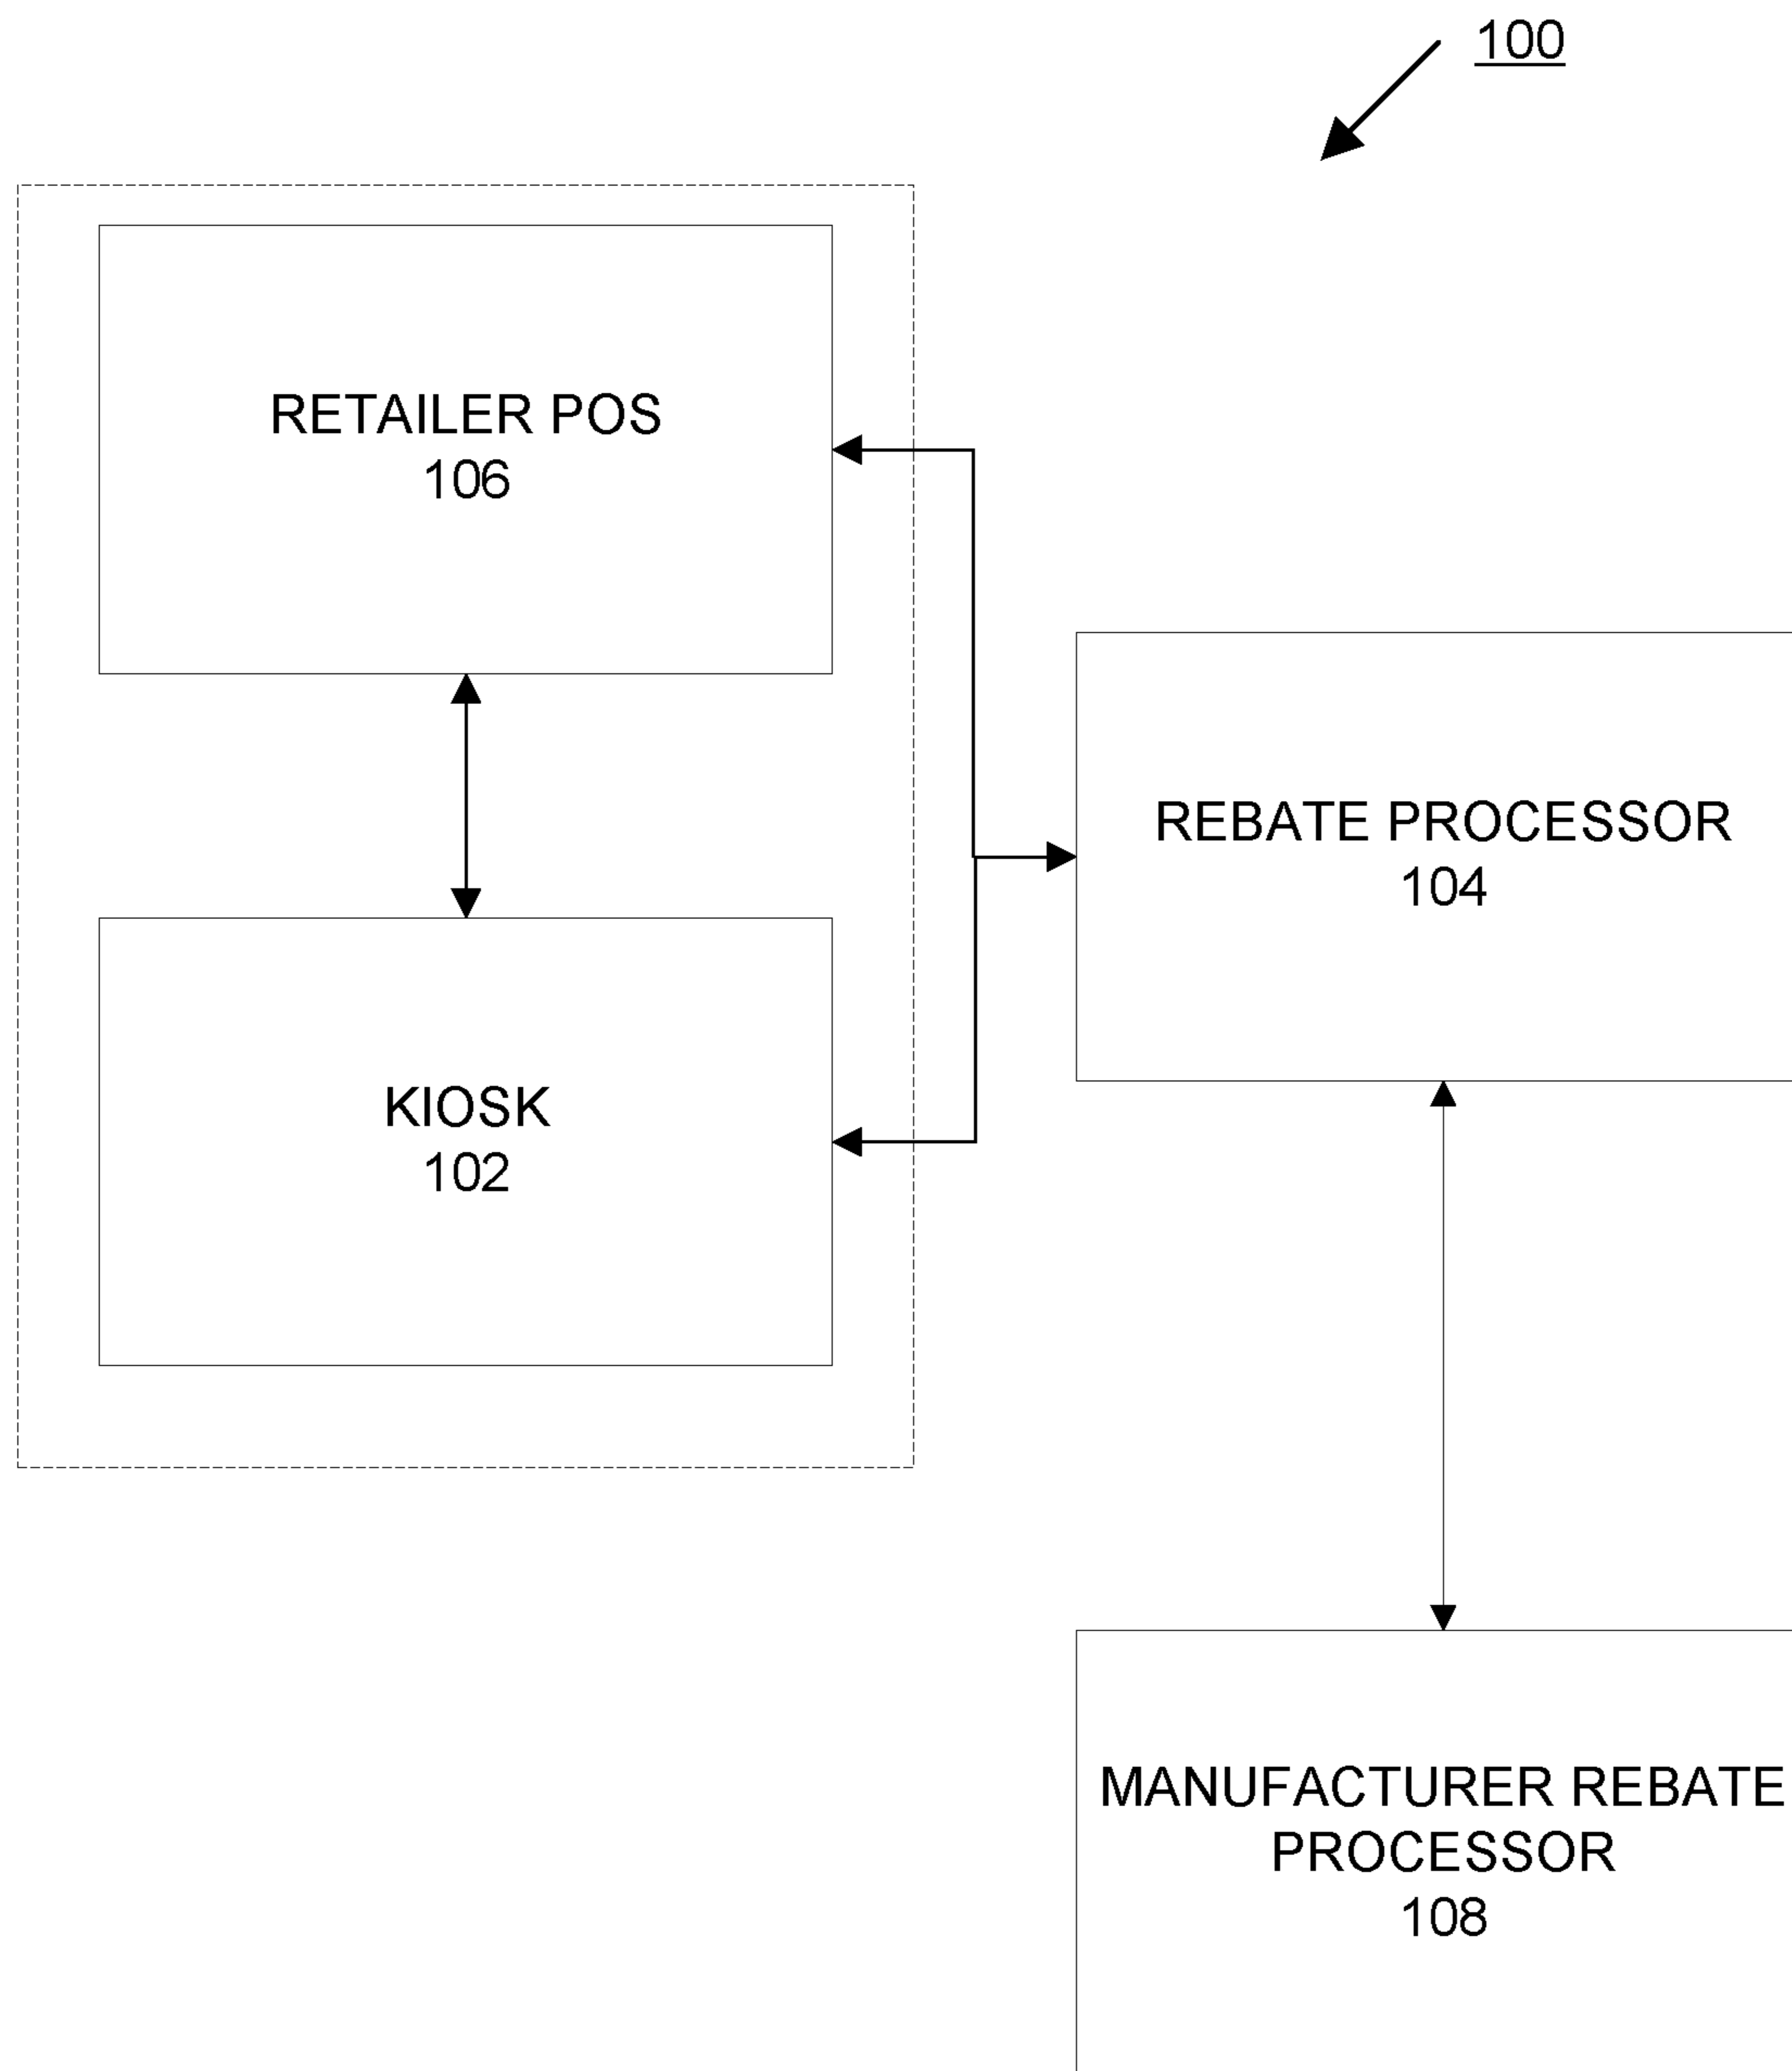 100
RETAILER POS
106
REBATE PROCESSOR
104
KIOSK
102
MANUFACTURER REBATE
PROCESSOR
108